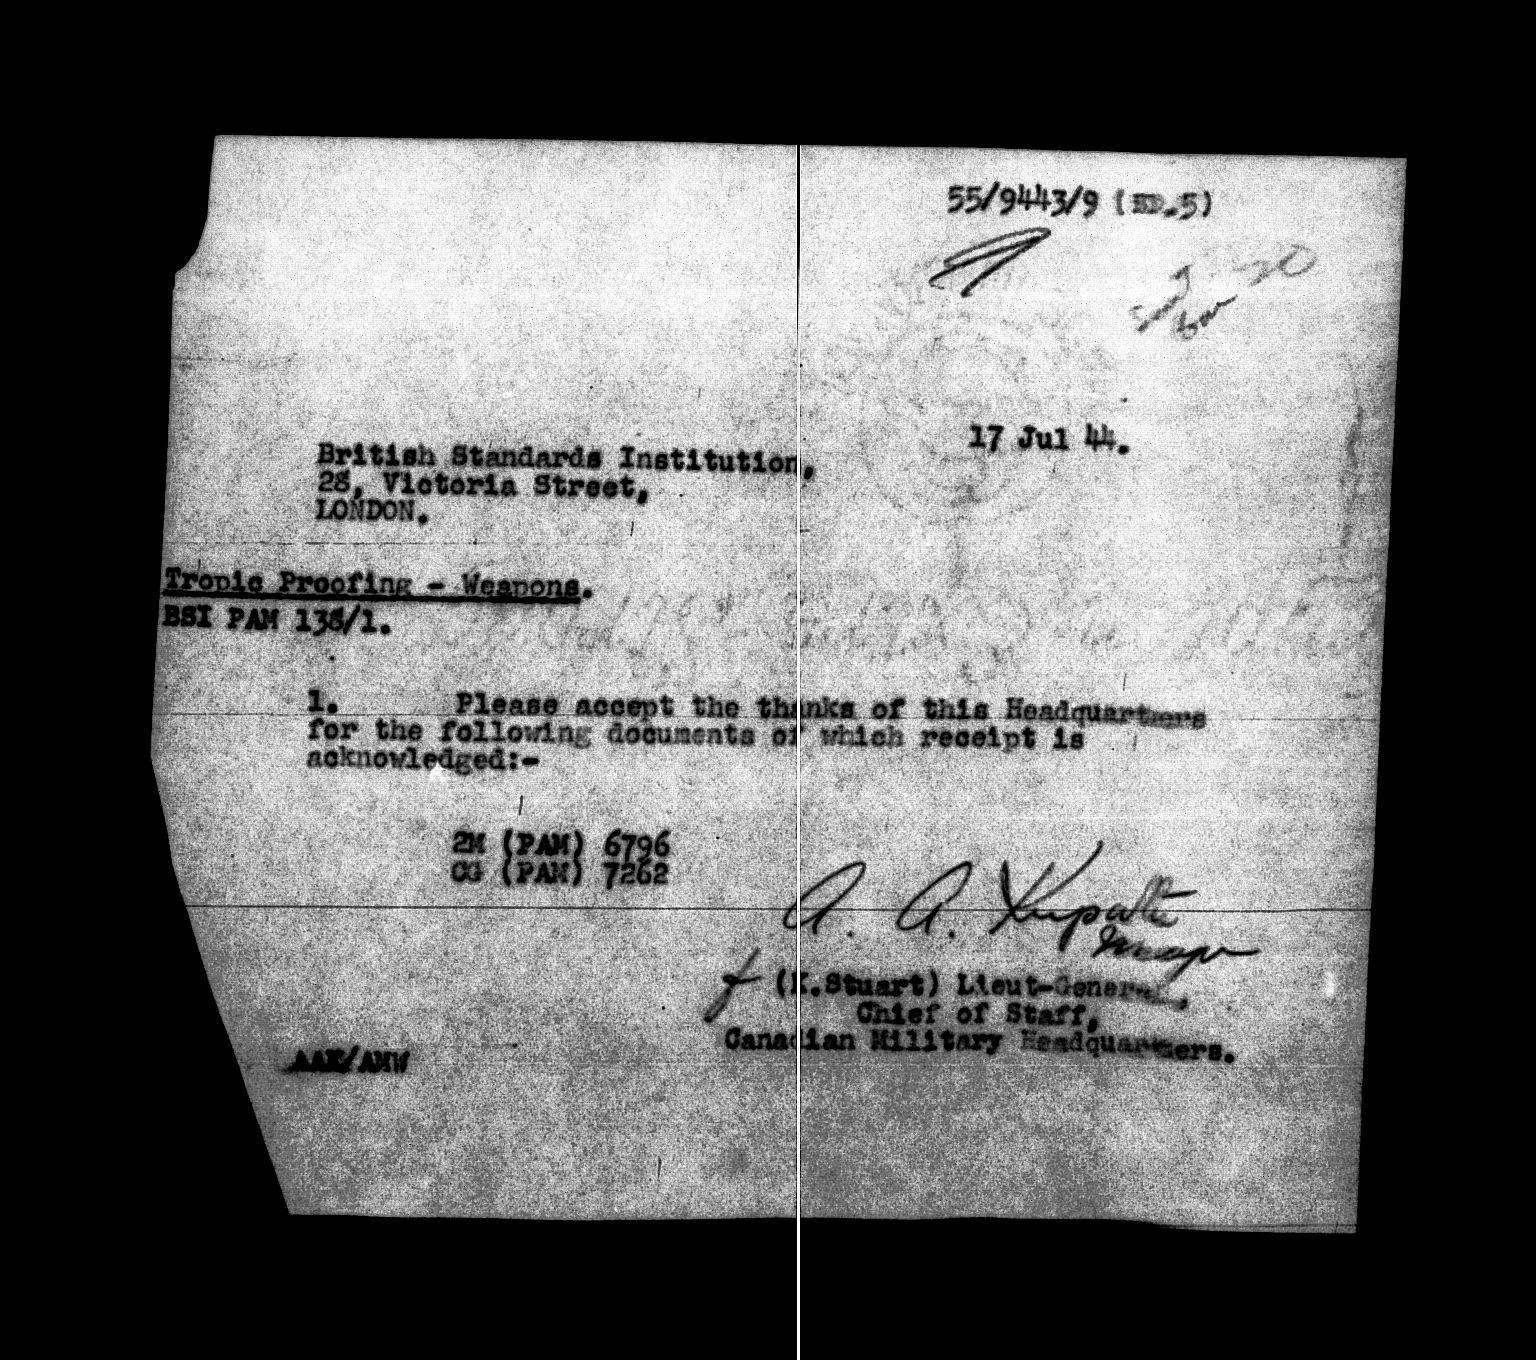 55/9443/9 (SD.5)
17 Jul 44.
British Standards Institution,
28, Victoria Street,
LONDON.
Tropic Proofing - Weapons.
BSI PAM 138/1.
1. Please accept the thanks of this Headquarters
for the following documents of which receipt is
acknowledged:-
2M (PAM) 6796
CG (PAM) 7262
A. A.
Major
f (K.Stuart) Lieut-General,
Chief of Staff,
Canadian Military Headquarters.
AAK/AMW